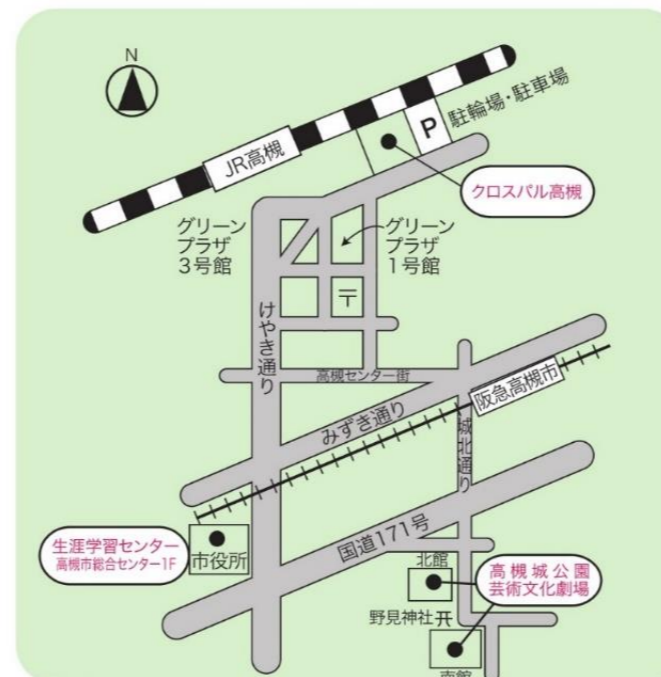 N
JR高槻
P
駐輪場・駐車場
クロスパル高槻
グリーン
プラザ
3号館
グリーン
プラザ
1号館
〒
けやき通り
高槻センター街
阪急高槻市
みずき通り
城北通り
国道171号
生涯学習センター
高槻市総合センター1F
市役所
北館
高槻城公園
芸術文化劇場
野見神社
南館